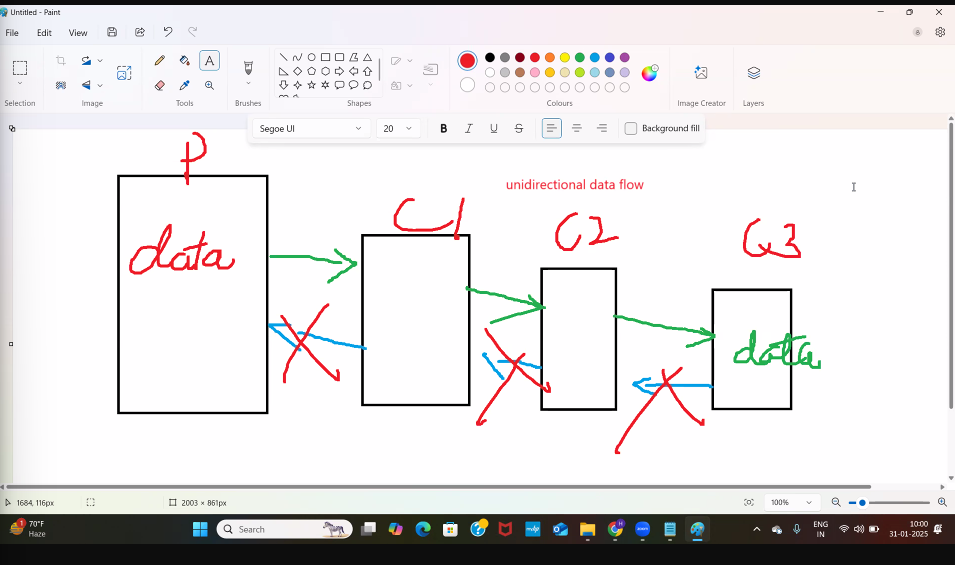 Untitled - Paint
File Edit View
Selection
Image
Tools
Brushes
Shapes
Colours
Image Creator
Layers
Segoe UI
20
B I U S
Background fill
P
unidirectional data flow
C1
C2
C3
data
data
1684, 116px
2003 × 861px
100%
1
70°F
Haze
Search
ENG
IN
10:00
31-01-2025